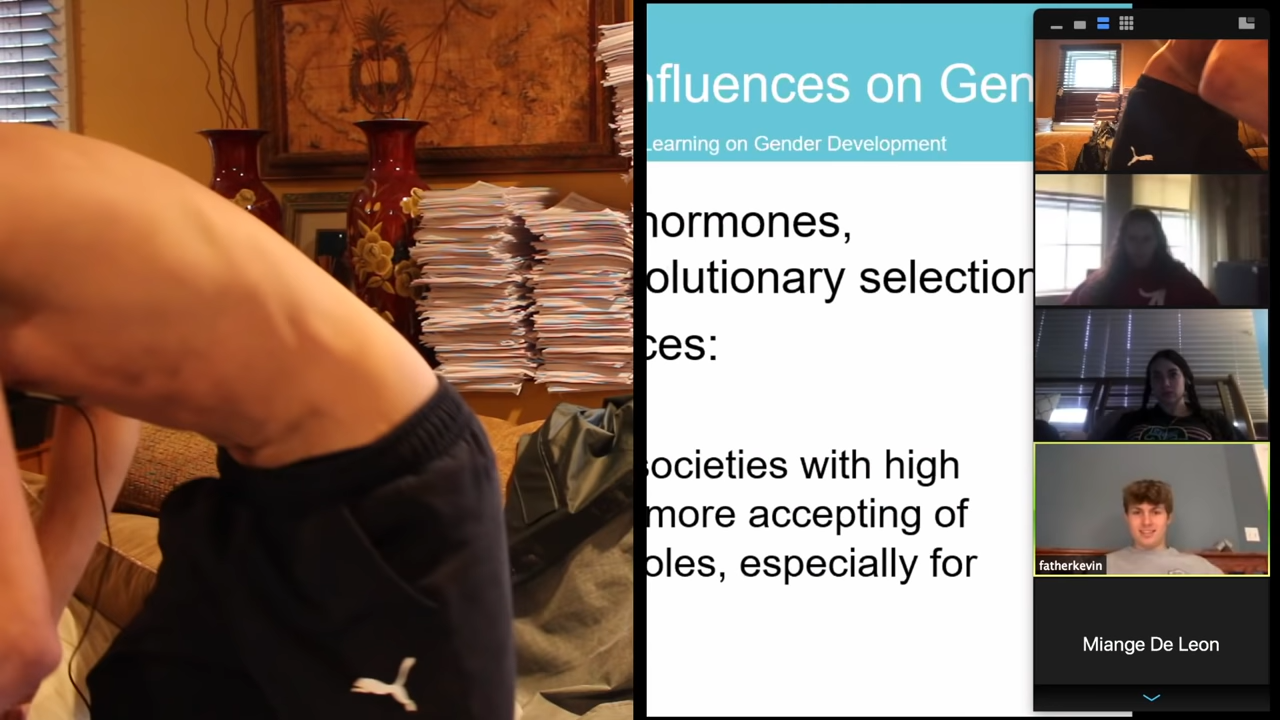 nfluences on Gen
Learning on Gender Development
hormones,
olutionary selection
ces:
societies with high
more accepting of
oles, especially for
fatherkevin
Miange De Leon